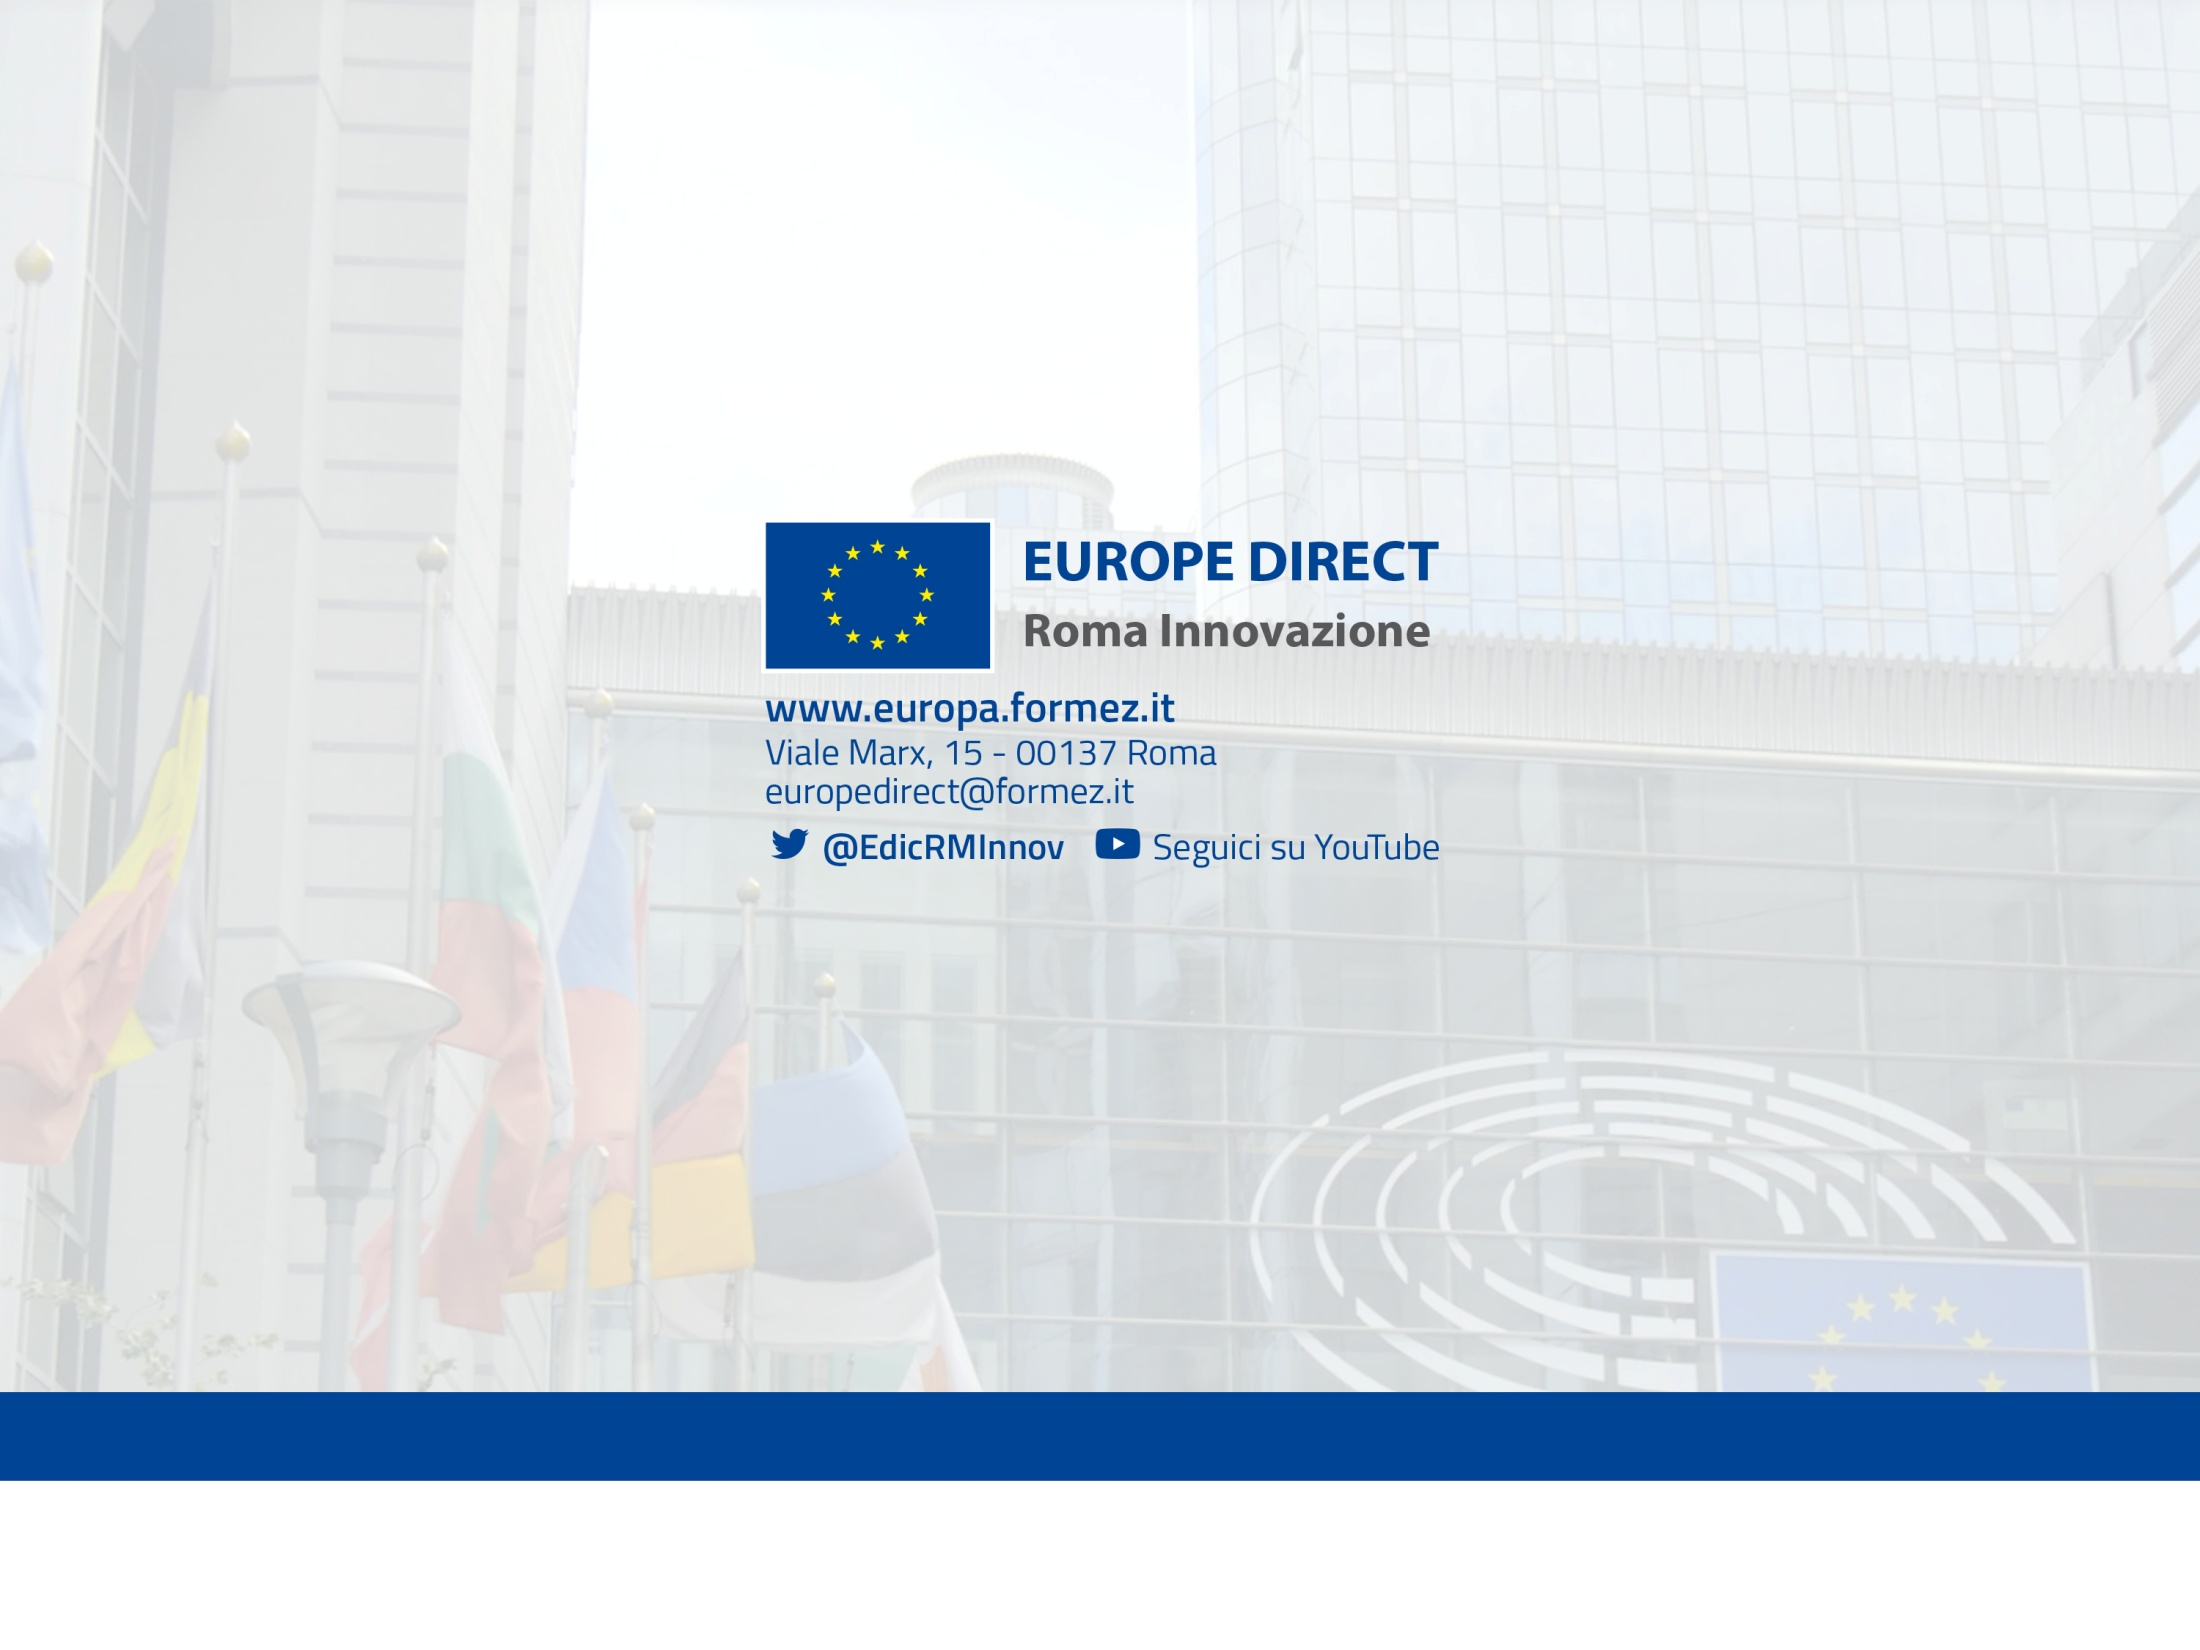 EUROPE DIRECT
Roma Innovazione
www.europa.formez.it
Viale Marx, 15 - 00137 Roma
europedirect@formez.it
@EdicRMInnov Seguici su YouTube